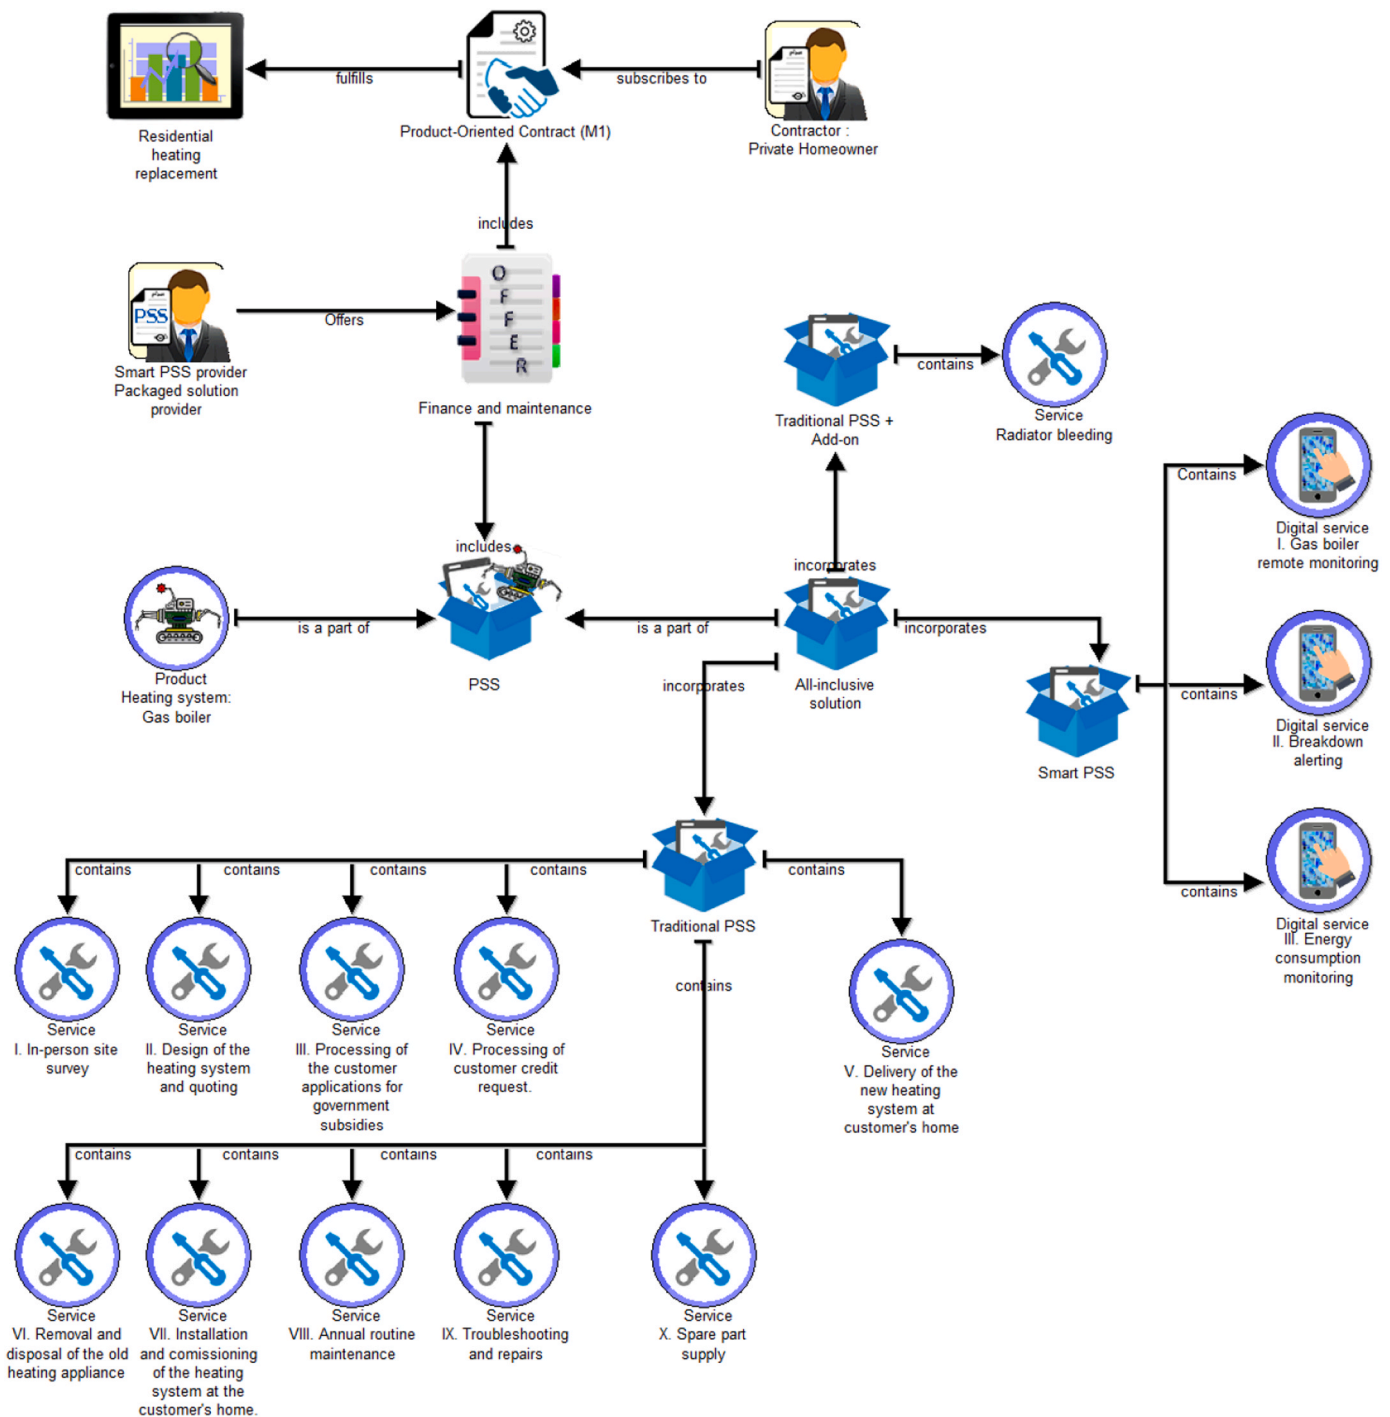 fulfills
subscribes to
Residential
heating
replacement
Product-Oriented Contract (M1)
Contractor :
Private Homeowner
includes
O
F
F
E
R
PSS
Offers
Smart PSS provider
Packaged solution
provider
Finance and maintenance
contains
Traditional PSS +
Add-on
Service
Radiator bleeding
Contains
Digital service
I. Gas boiler
remote monitoring
includes
incorporates
is a part of
is a part of
incorporates
Product
Heating system:
Gas boiler
PSS
incorporates
All-inclusive
solution
contains
Digital service
II. Breakdown
alerting
Smart PSS
contains
Digital service
III. Energy
consumption
monitoring
contains
contains
contains
contains
contains
Traditional PSS
contains
Service
I. In-person site
survey
Service
II. Design of the
heating system
and quoting
Service
III. Processing of
the customer
applications for
government
subsidies
Service
IV. Processing of
customer credit
request.
Service
V. Delivery of the
new heating
system at
customer's home
contains
contains
contains
contains
Service
VI. Removal and
disposal of the old
heating appliance
Service
VII. Installation
and comissioning
of the heating
system at the
customer's home.
Service
VIII. Annual routine
maintenance
Service
IX. Troubleshooting
and repairs
Service
X. Spare part
supply